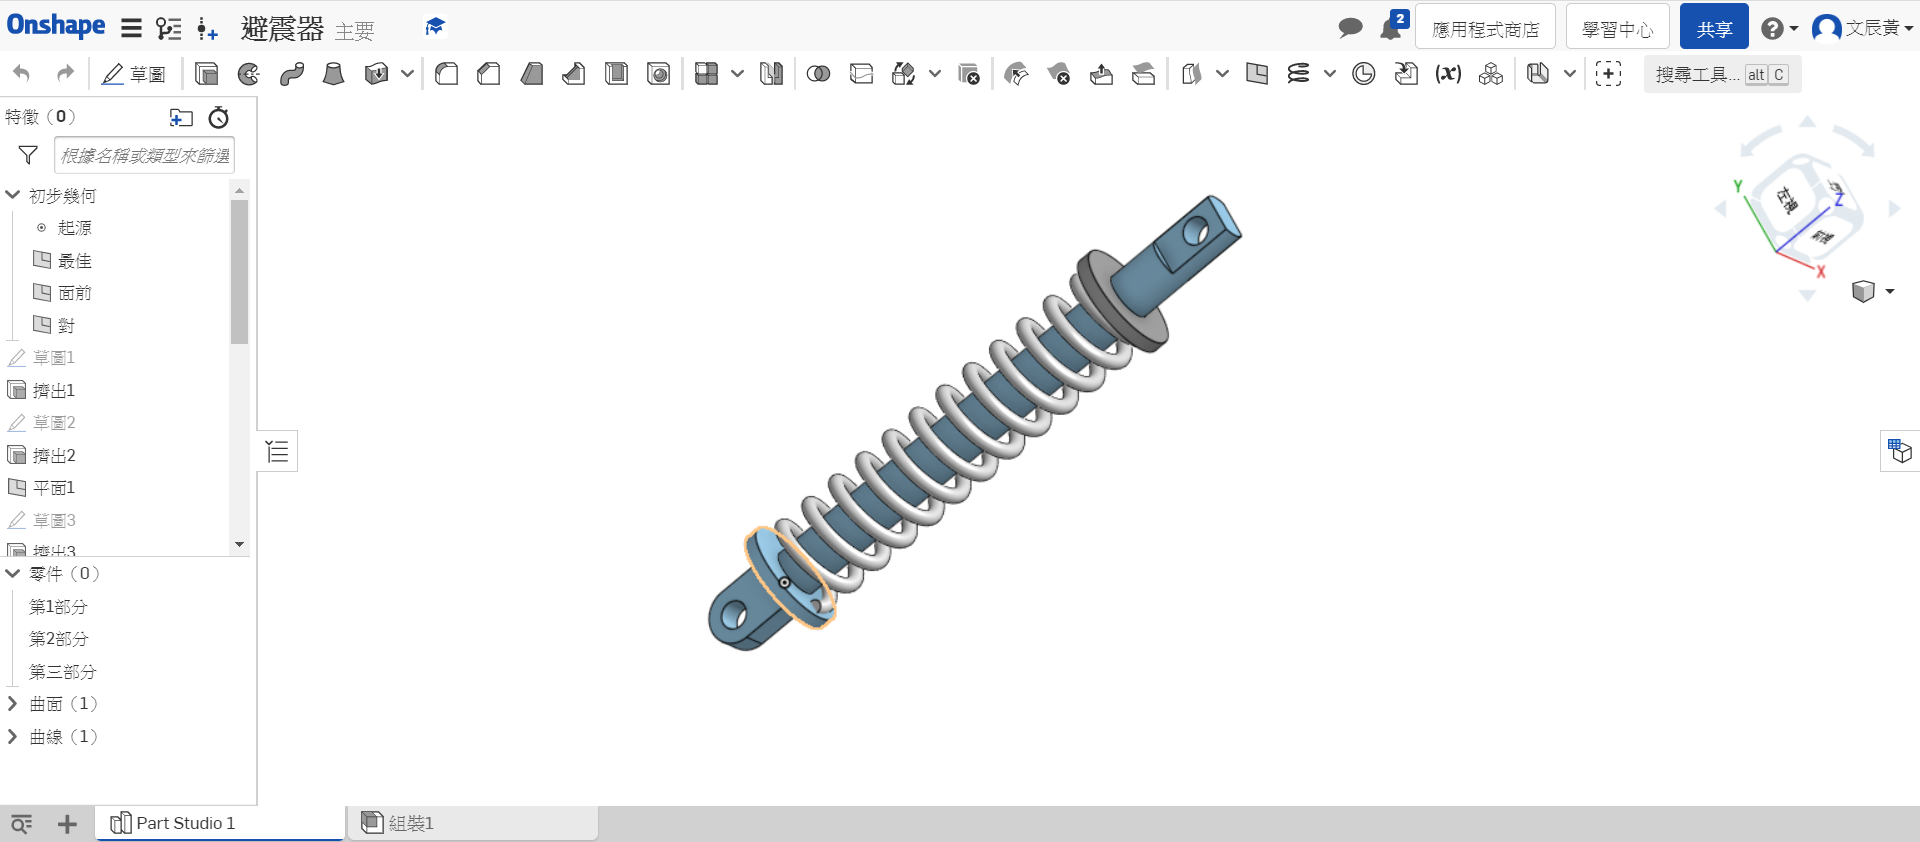 Onshape
避震器 主要
2
應用程式商店
學習中心
共享
文辰黃
草圖
搜尋工具... alt C
特徵 (0)
根據名稱或類型來篩選
初步幾何
起源
最佳
面前
對
草圖1
擠出1
草圖2
擠出2
平面1
草圖3
擠出3
零件 (0)
第1部分
第2部分
第三部分
曲面 (1)
曲線 (1)
Y
Z
X
左視
Part Studio 1
組裝1